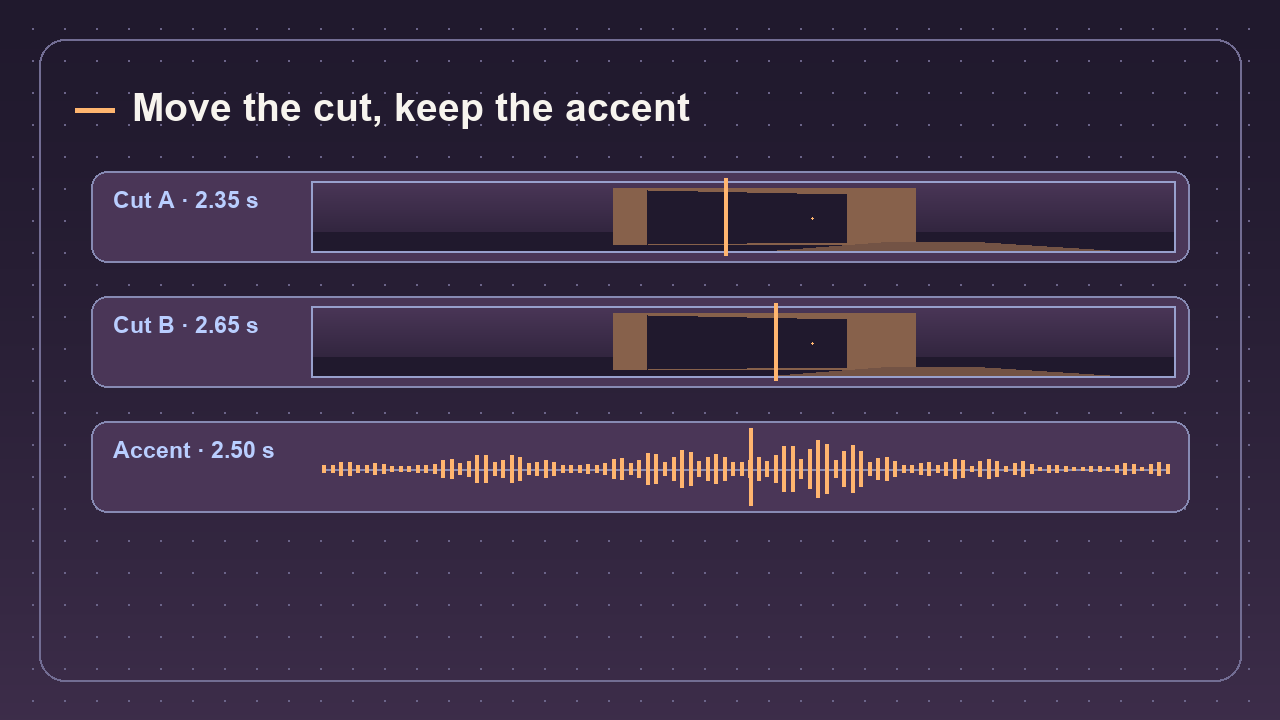 Move the cut, keep the accent
Cut A · 2.35 s
Cut B · 2.65 s
Accent · 2.50 s